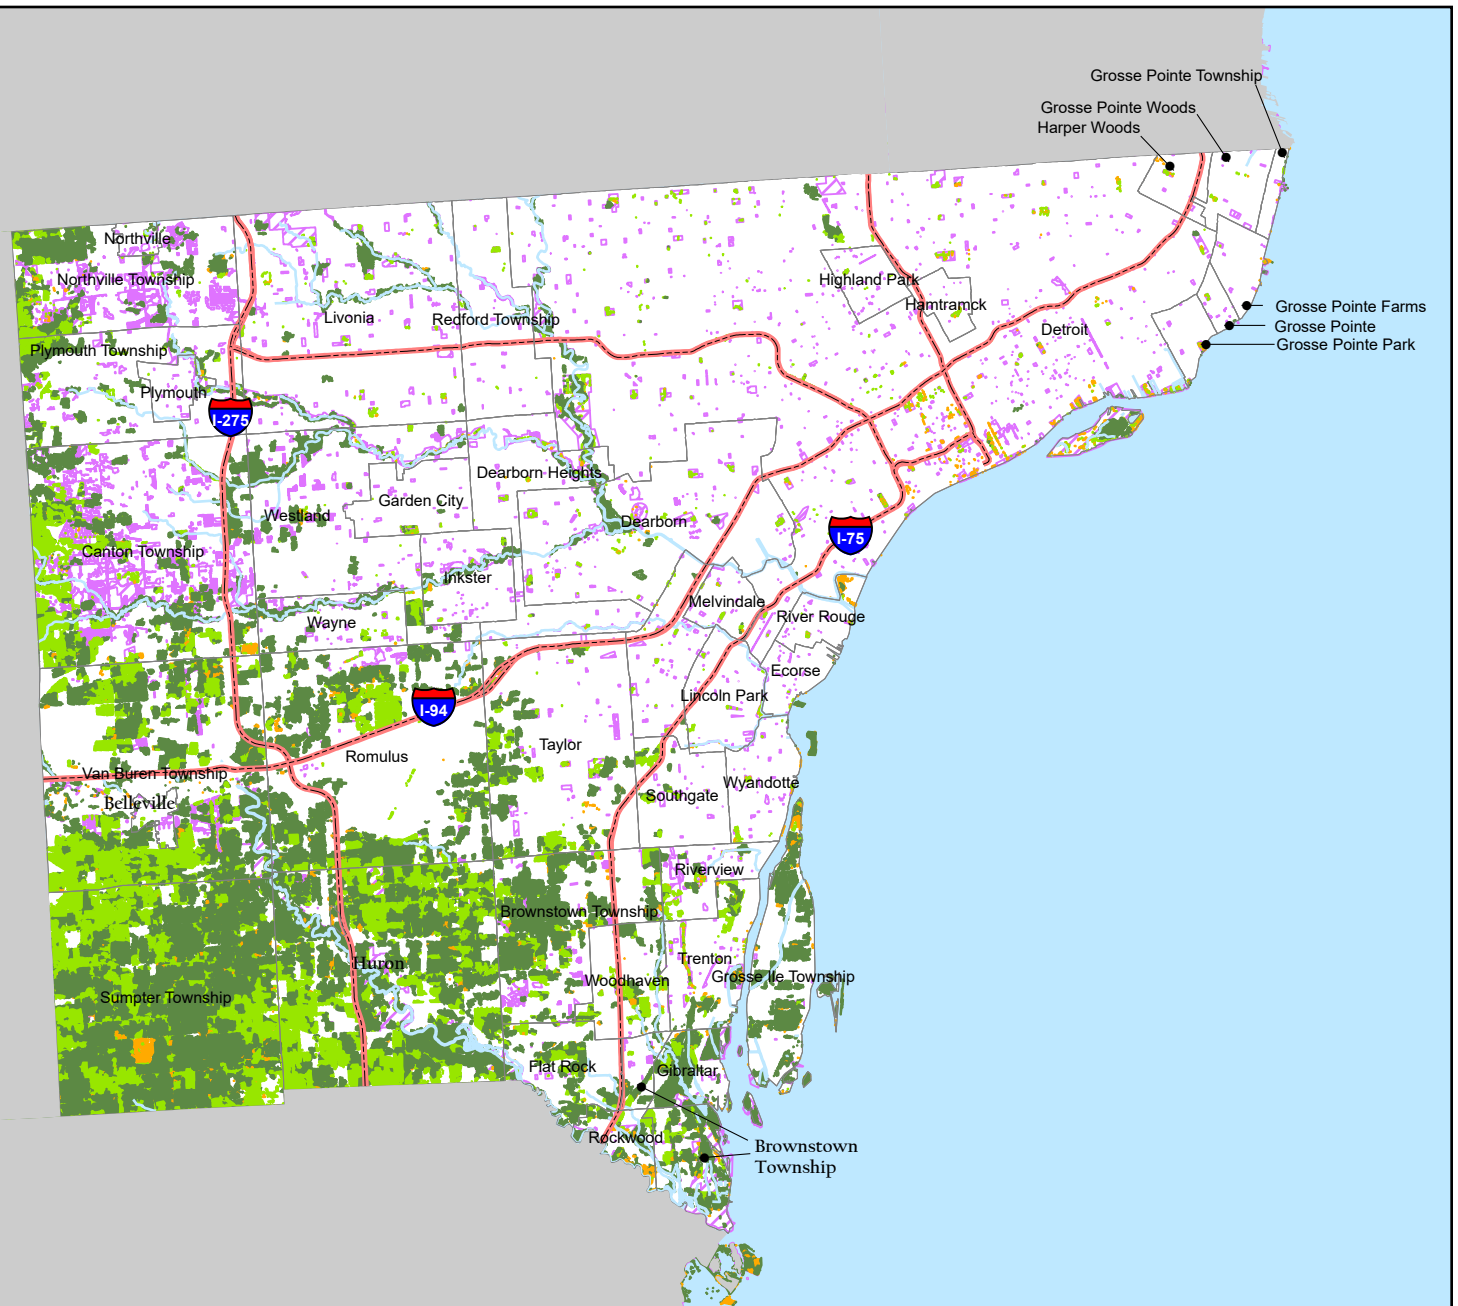 Grosse Pointe Township
Grosse Pointe Woods
Harper Woods
Northville
Northville Township
Highland Park
Hamtramck
Grosse Pointe Farms
Livonia
Redford Township
Detroit
Grosse Pointe
Grosse Pointe Park
Plymouth Township
Plymouth
I-275
Dearborn Heights
Garden City
Westland
Dearborn
I-75
Canton Township
Inkster
Melvindale
River Rouge
Wayne
Ecorse
Lincoln Park
I-94
Taylor
Romulus
Van Buren Township
Wyandotte
Southgate
Belleville
Riverview
Brownstown Township
Trenton
Huron
Grosse Ile Township
Woodhaven
Sumpter Township
Flat Rock
Gibraltar
Rockwood
Brownstown
Township